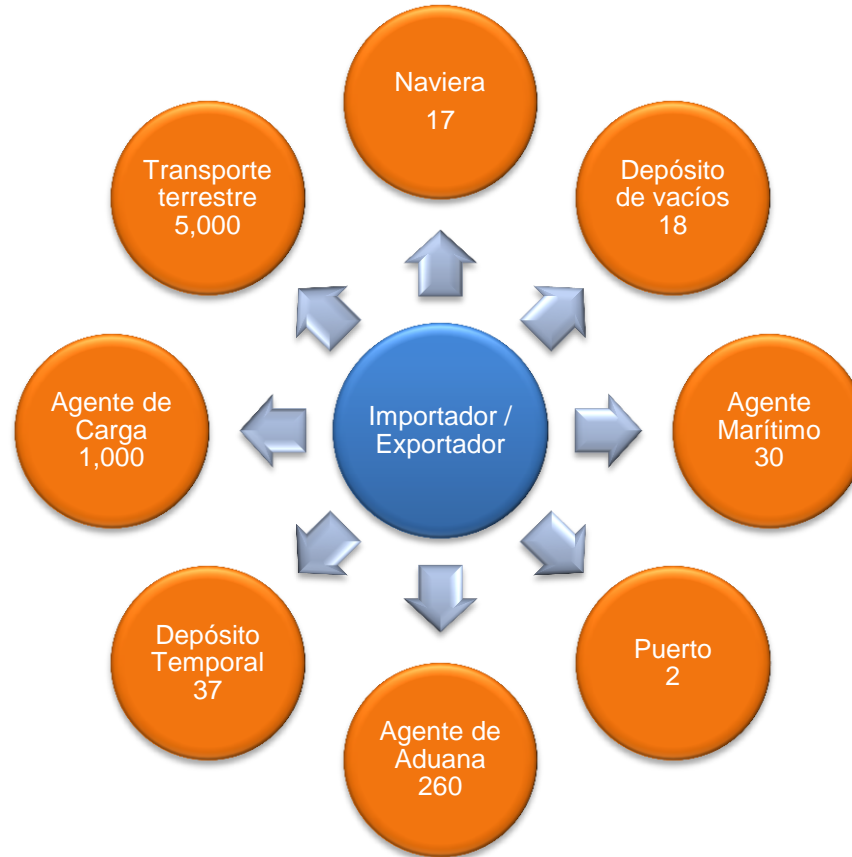 Naviera
17
Transporte
terrestre
5,000
Depósito
de vacíos
18
Agente de
Carga
1,000
Importador /
Exportador
Agente
Marítimo
30
Depósito
Temporal
37
Puerto
2
Agente de
Aduana
260